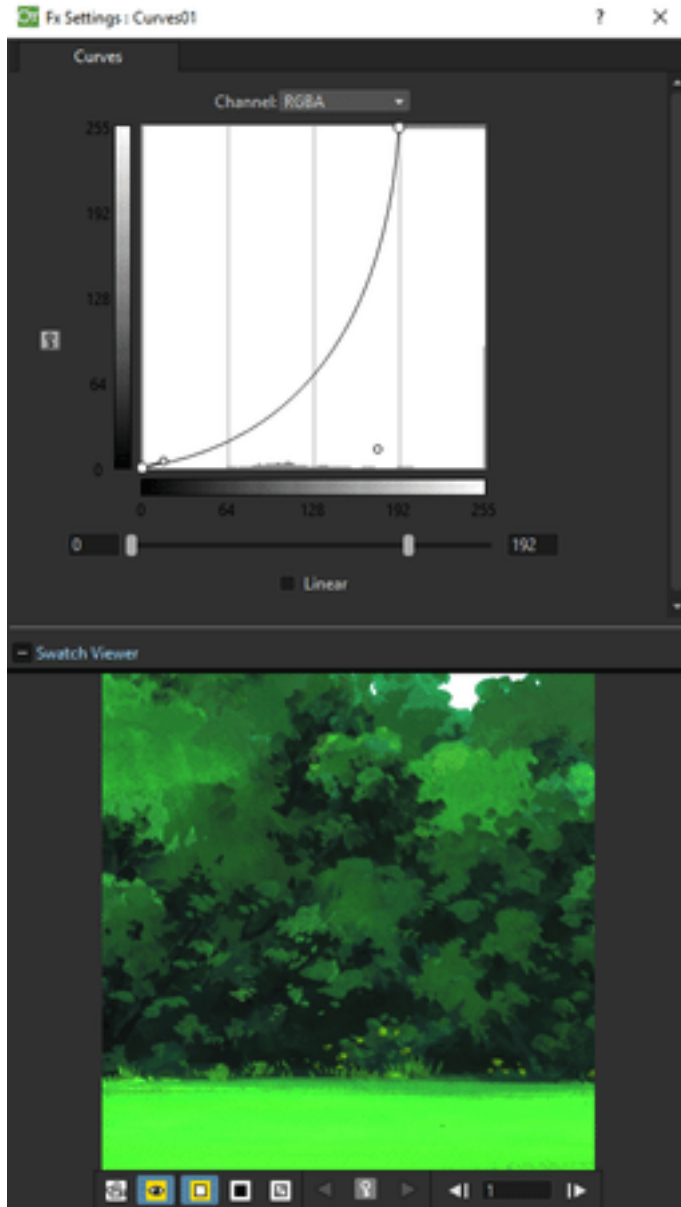 OT Fx Settings : Curves01 ? ×
Curves
Channel: RGBA
255
192
128
64
0
0 64 128 192 255
0 192
Linear
Swatch Viewer
1